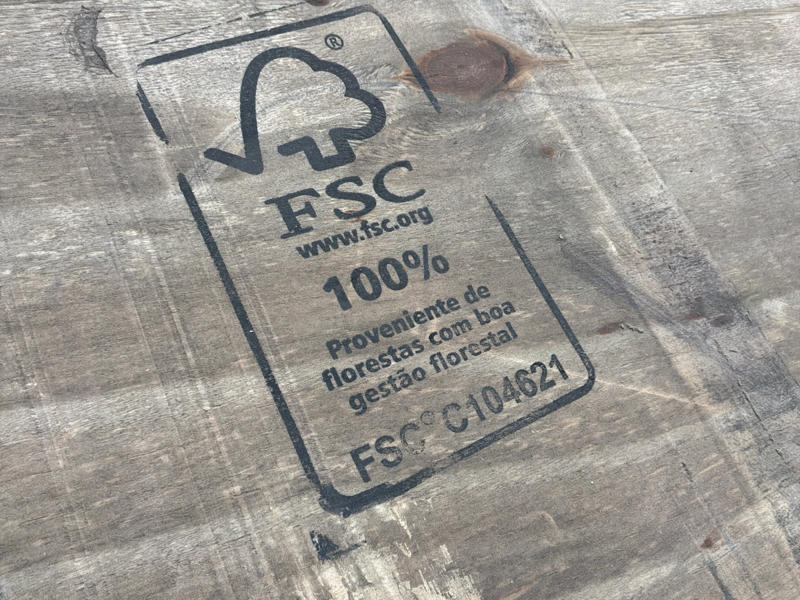 ®
FSC
www.fsc.org
100%
Proveniente de
florestas com boa
gestão florestal
FSC® C104621